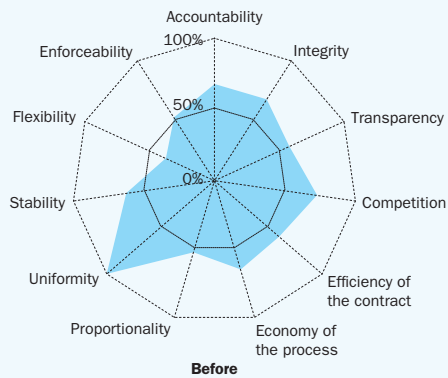 Accountability
100%
Enforceability
Integrity
50%
Flexibility
Transparency
0%
Stability
Competition
Uniformity
Efficiency of
the contract
Proportionality
Economy of
the process
Before